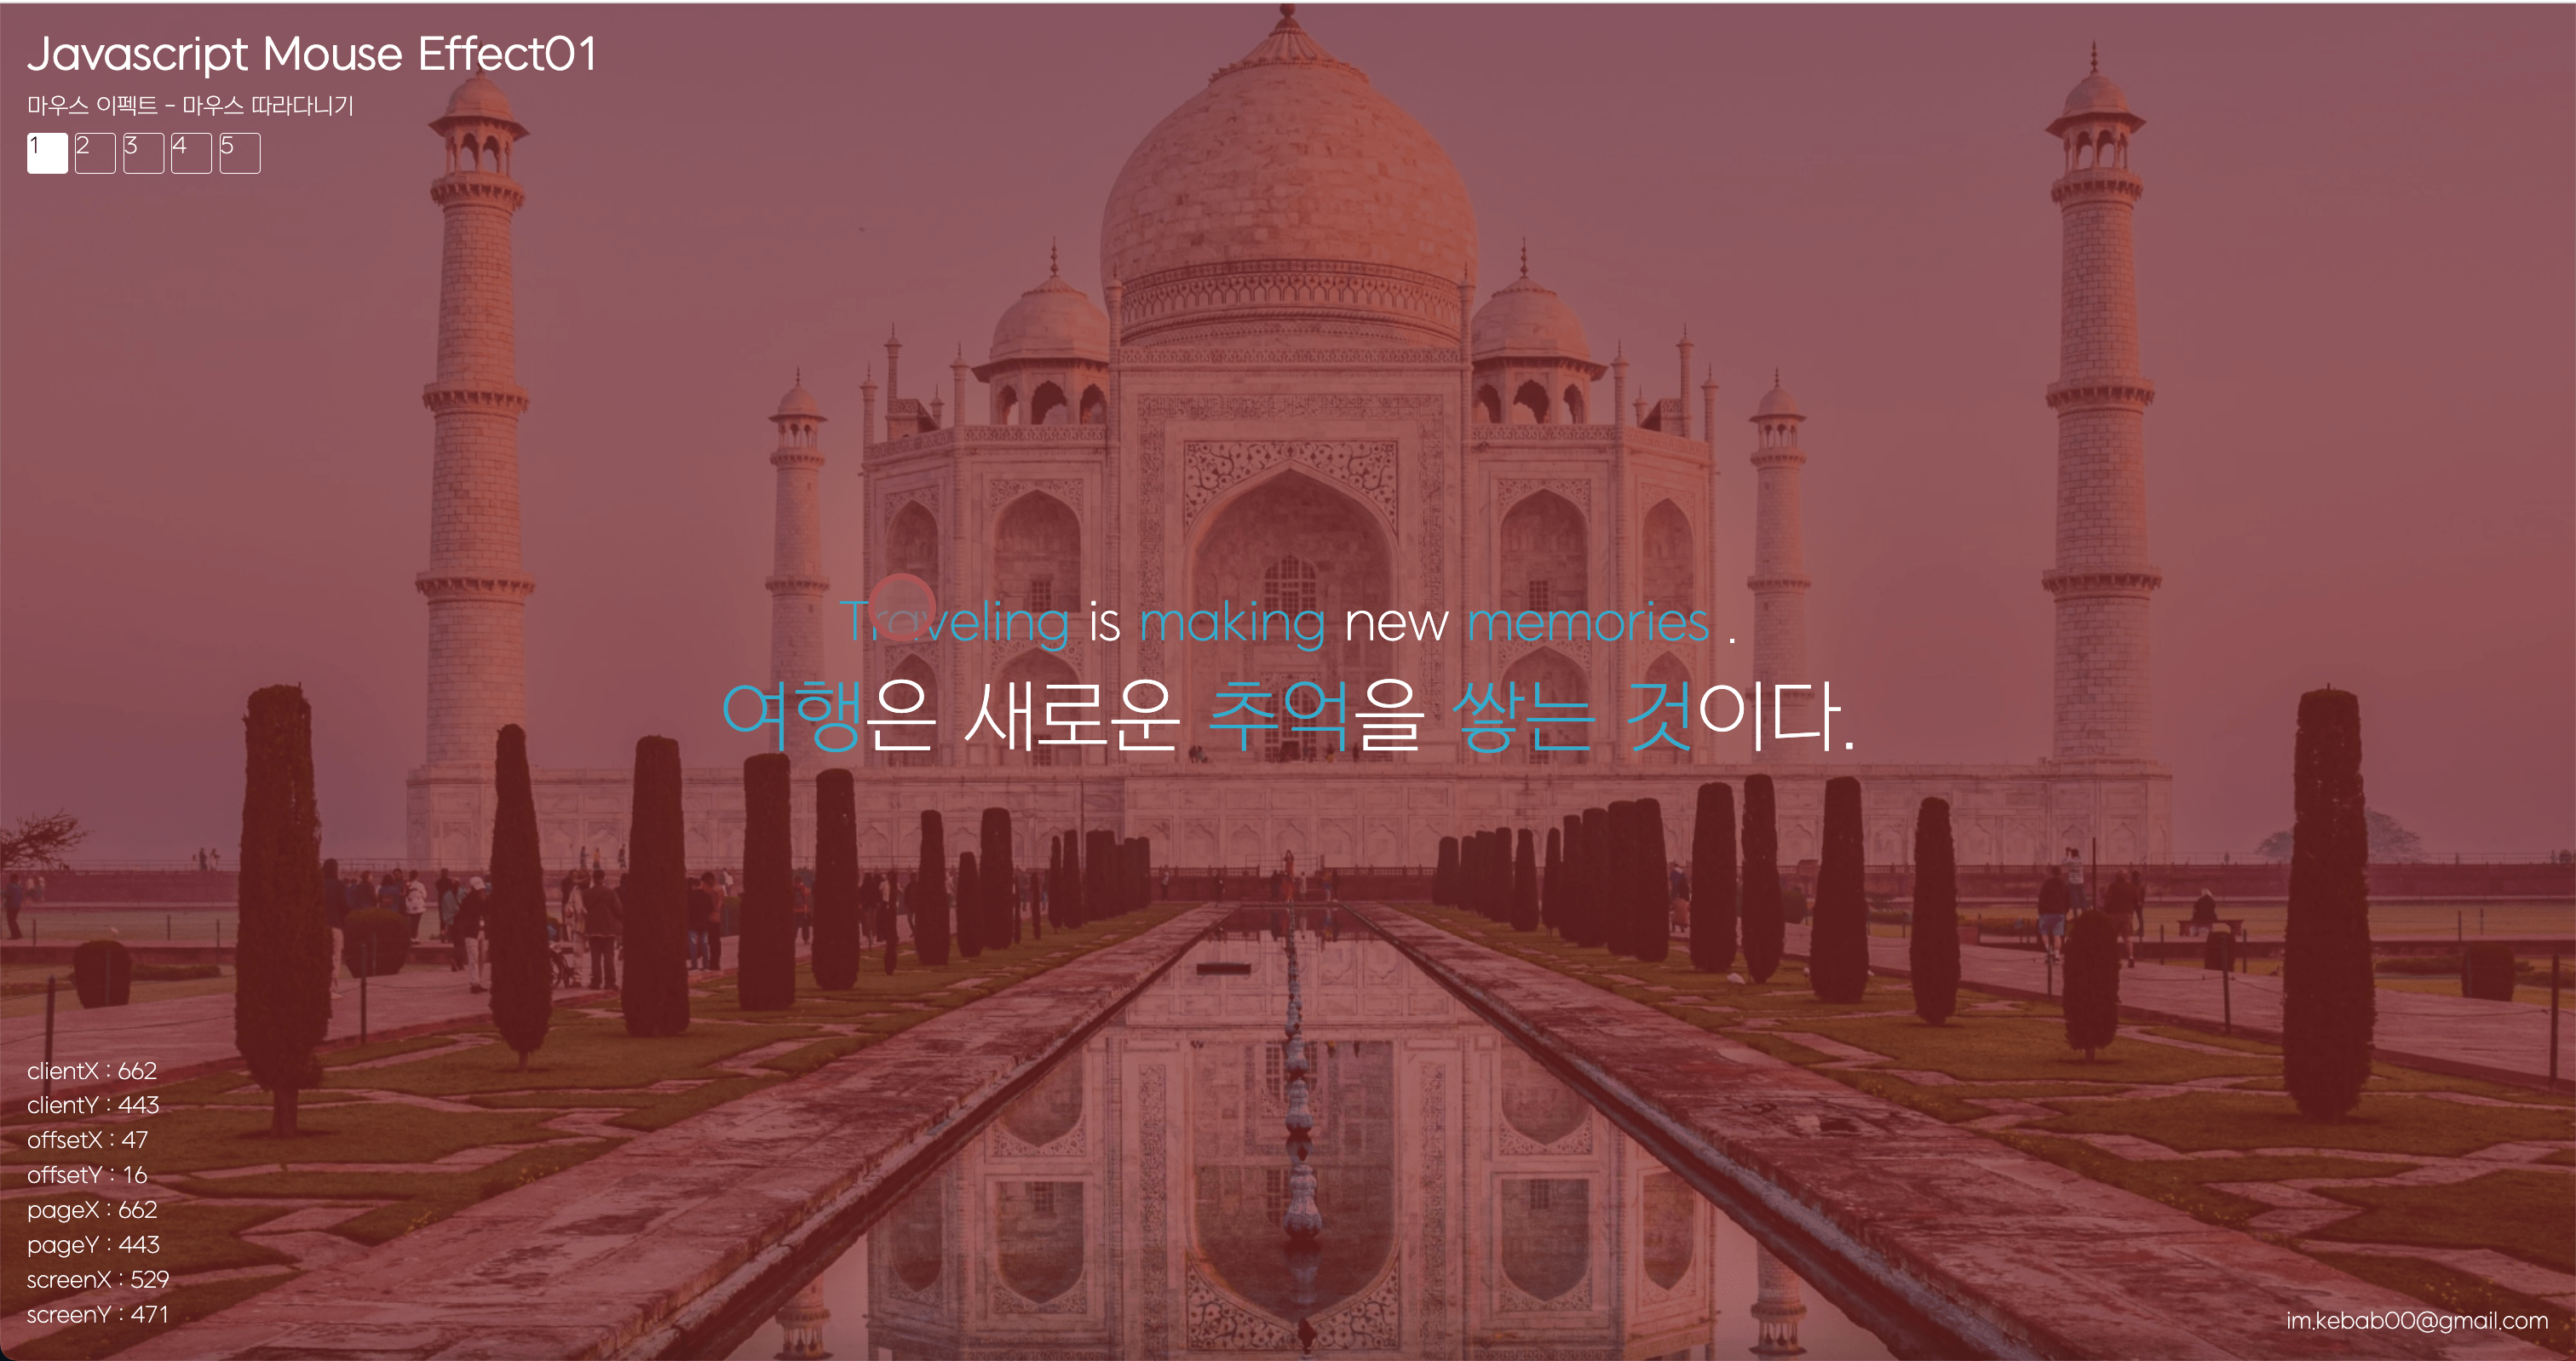 Javascript Mouse Effect01
마우스 이펙트 - 마우스 따라다니기
1 2 3 4 5
Traveling is making new memories .
여행은 새로운 추억을 쌓는 것이다.
clientX : 662
clientY : 443
offsetX : 47
offsetY : 16
pageX : 662
pageY : 443
screenX : 529
screenY : 471
im.kebab00@gmail.com